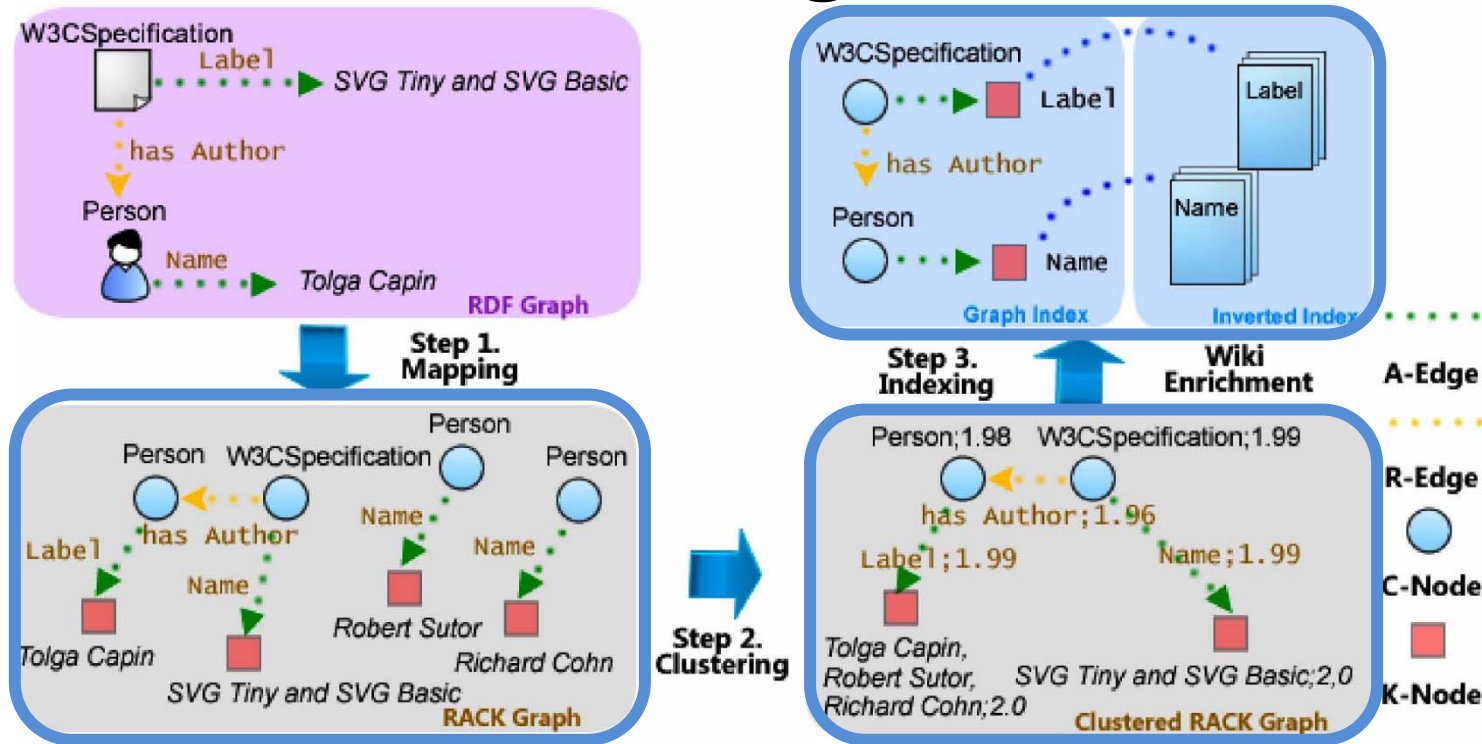 W3CSpecification
Label
SVG Tiny and SVG Basic
has Author
Person
Name
Tolga Capin
RDF Graph
Step 1.
Mapping
Person
Person W3CSpecification
Person
has Author
Label
Name
Name
Name
Tolga Capin
Robert Sutor
Richard Cohn
SVG Tiny and SVG Basic
RACK Graph
Step 2.
Clustering
Person;1.98 W3CSpecification;1.99
has Author;1.96
Label;1.99
Name;1.99
Tolga Capin,
Robert Sutor,
Richard Cohn;2.0
SVG Tiny and SVG Basic;2,0
Clustered RACK Graph
Step 3.
Indexing
Wiki
Enrichment
W3CSpecification
Label
has Author
Person
Name
Graph Index
Label
Name
Inverted Index
A-Edge
R-Edge
C-Node
K-Node